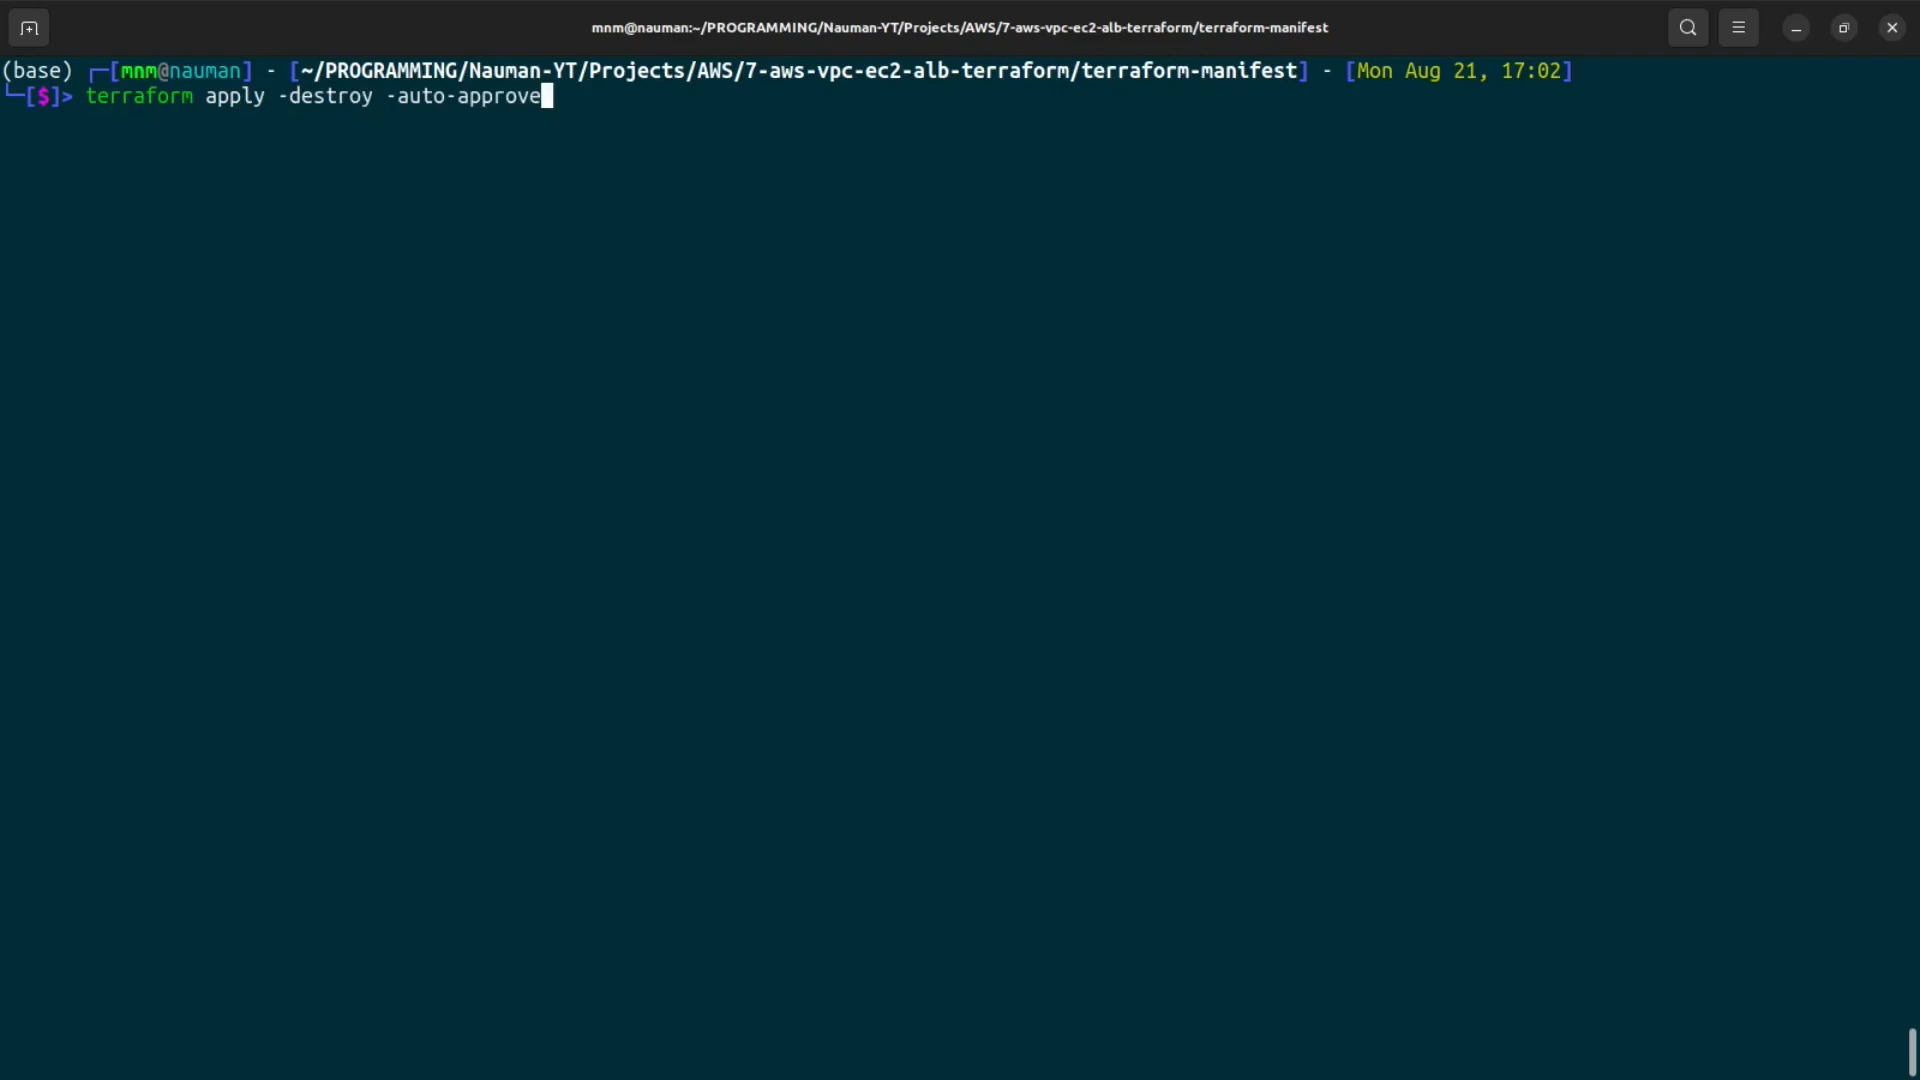 mnm@nauman:~/PROGRAMMING/Nauman-YT/Projects/AWS/7-aws-vpc-ec2-alb-terraform/terraform-manifest
(base) ┌─[mnm@nauman] - [~/PROGRAMMING/Nauman-YT/Projects/AWS/7-aws-vpc-ec2-alb-terraform/terraform-manifest] - [Mon Aug 21, 17:02]
└─[$]> terraform apply -destroy -auto-approve